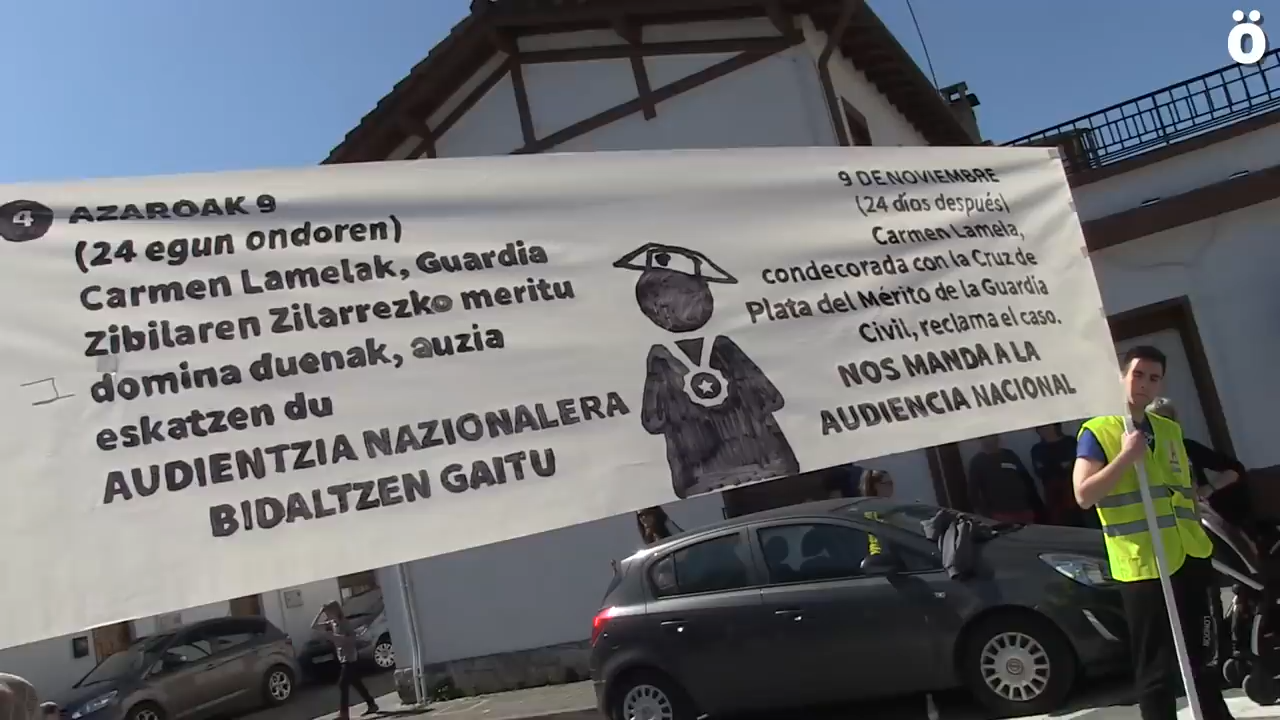 4
AZAROAK 9
(24 egun ondoren)
Carmen Lamelak, Guardia
Zibilaren Zilarrezko meritu
domina duenak, auzia
eskatzen du
AUDIENTZIA NAZIONALERA
BIDALTZEN GAITU
9 DE NOVIEMBRE
(24 días después)
Carmen Lamela,
condecorada con la Cruz de
Plata del Mérito de la Guardia
Civil, reclama el caso.
NOS MANDA A LA
AUDIENCIA NACIONAL
ö